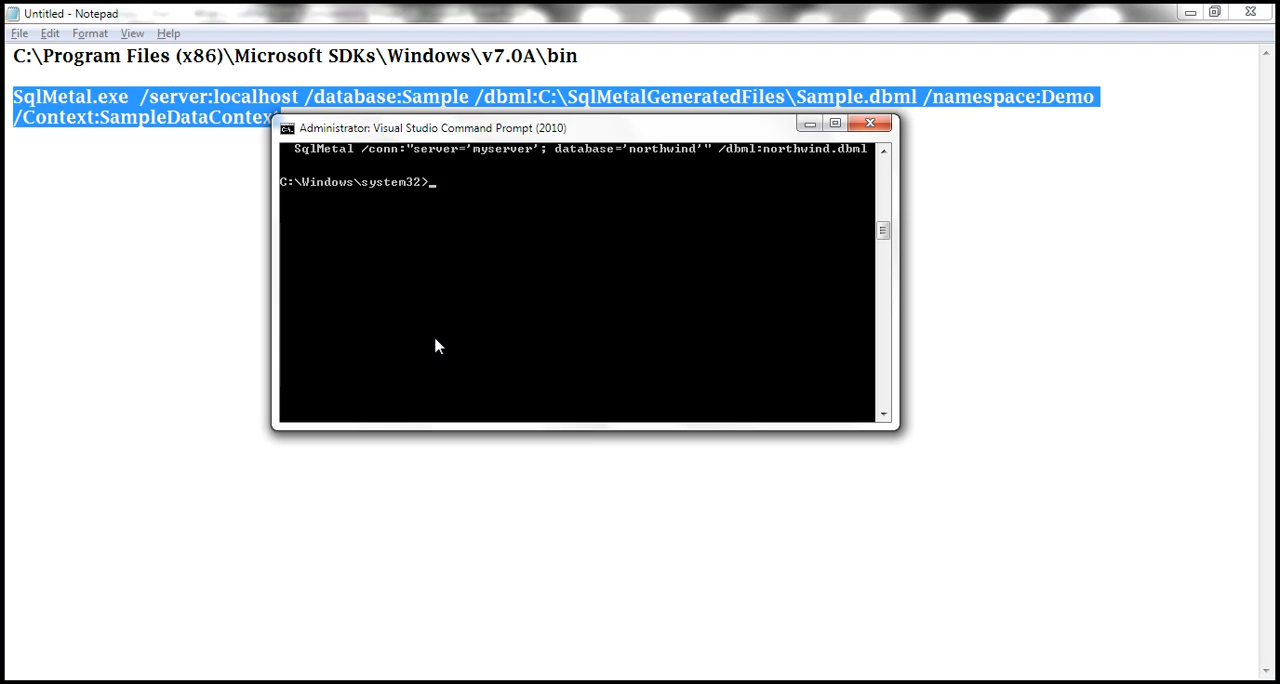 Untitled - Notepad
File Edit Format View Help
C:\Program Files (x86)\Microsoft SDKs\Windows\v7.0A\bin
SqlMetal.exe  /server:localhost /database:Sample /dbml:C:\SqlMetalGeneratedFiles\Sample.dbml /namespace:Demo
/Context:SampleDataContext
Administrator: Visual Studio Command Prompt (2010)
SqlMetal /conn:"server='myserver'; database='northwind'" /dbml:northwind.dbml
C:\Windows\system32>_